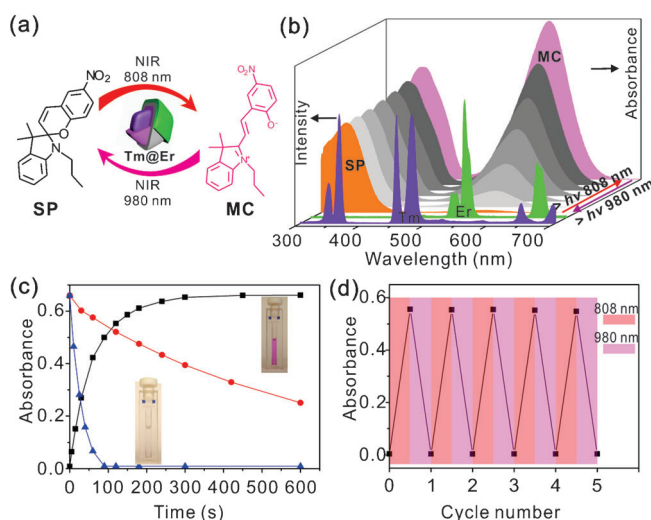 (a)
NIR
808 nm
NO₂
O
N
SP
Tm@Er
NIR
980 nm
O₂N
O⁻
N⁺
MC
(b)
Intensity
Absorbance
SP
MC
Tm
Er
> hv 808 nm
> hv 980 nm
300 400 500 600 700
Wavelength (nm)
(c)
Absorbance
0.6
0.4
0.2
0.0
0 100 200 300 400 500 600
Time (s)
(d)
Absorbance
0.6
0.4
0.2
0.0
808 nm
980 nm
0 1 2 3 4 5
Cycle number